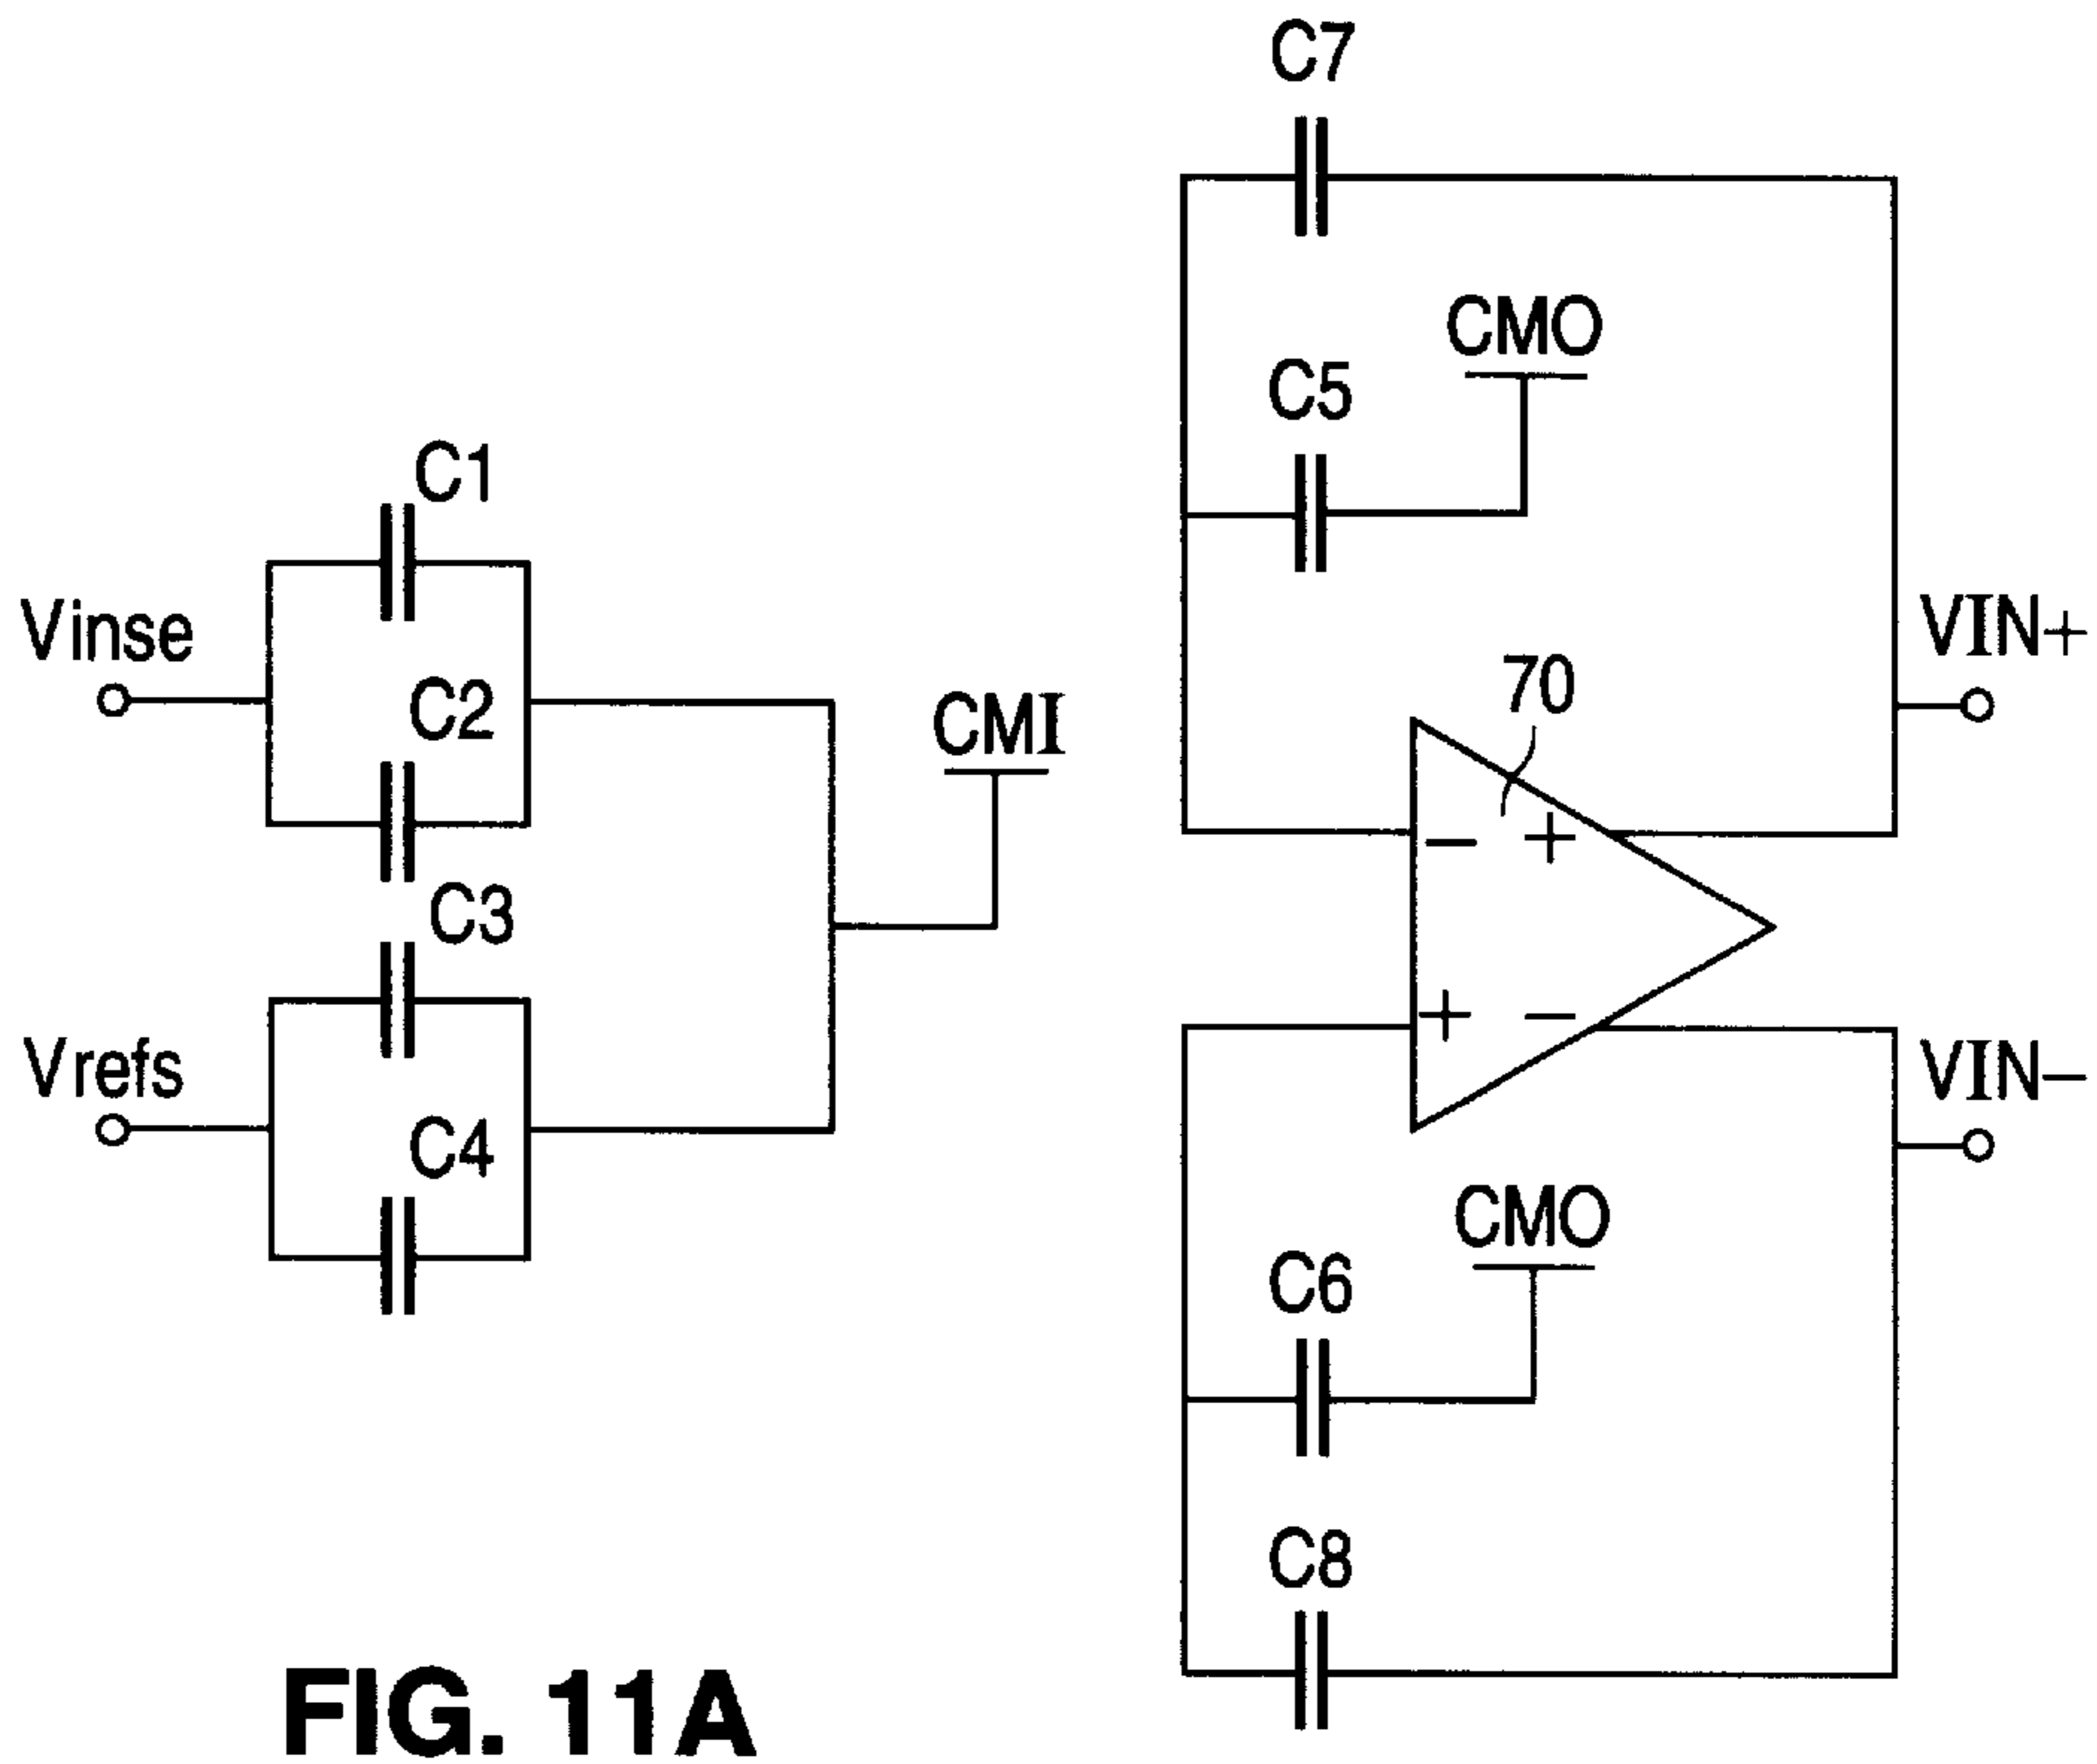 C7
CMO
C5
C1
Vinse
VIN+
C2
70
CMI
− +
C3
+ −
Vrefs
VIN−
C4
CMO
C6
C8
FIG. 11A